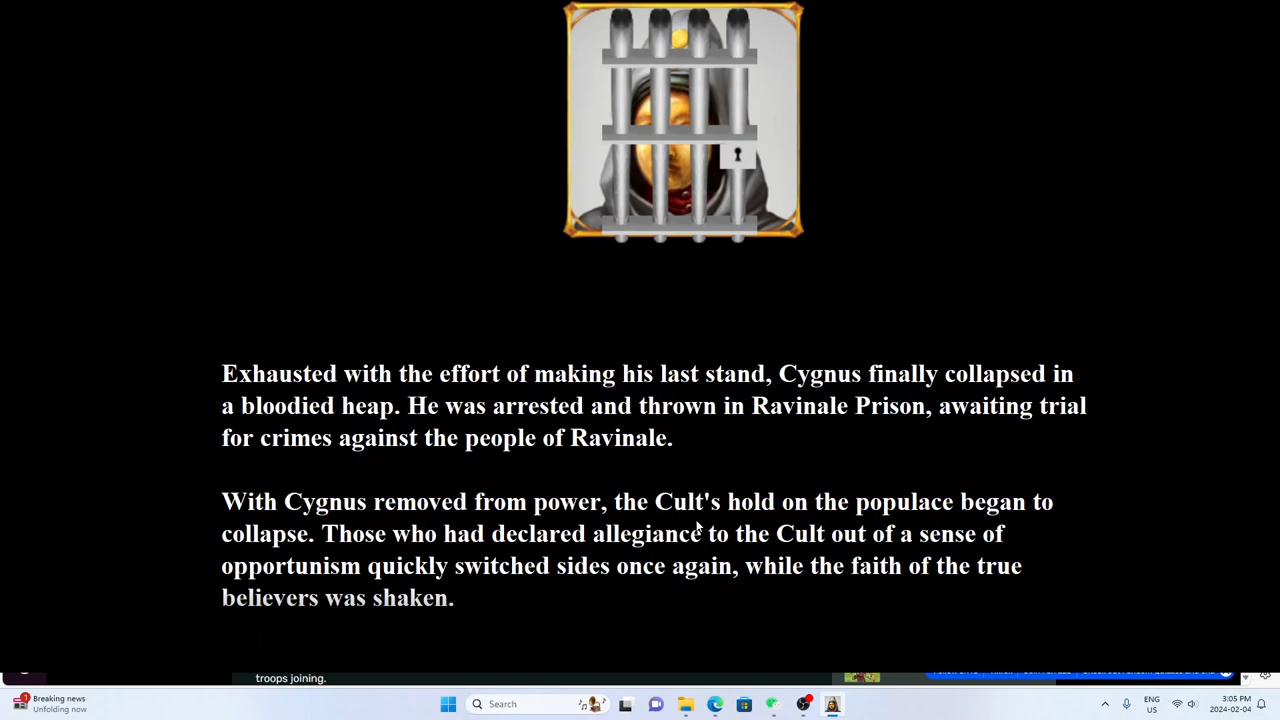 Exhausted with the effort of making his last stand, Cygnus finally collapsed in
a bloodied heap. He was arrested and thrown in Ravinale Prison, awaiting trial
for crimes against the people of Ravinale.
With Cygnus removed from power, the Cult's hold on the populace began to
collapse. Those who had declared allegiance to the Cult out of a sense of
opportunism quickly switched sides once again, while the faith of the true
believers was shaken.
troops joining.
1
Breaking news
Unfolding now
Search
ENG
US
3:05 PM
2024-02-04